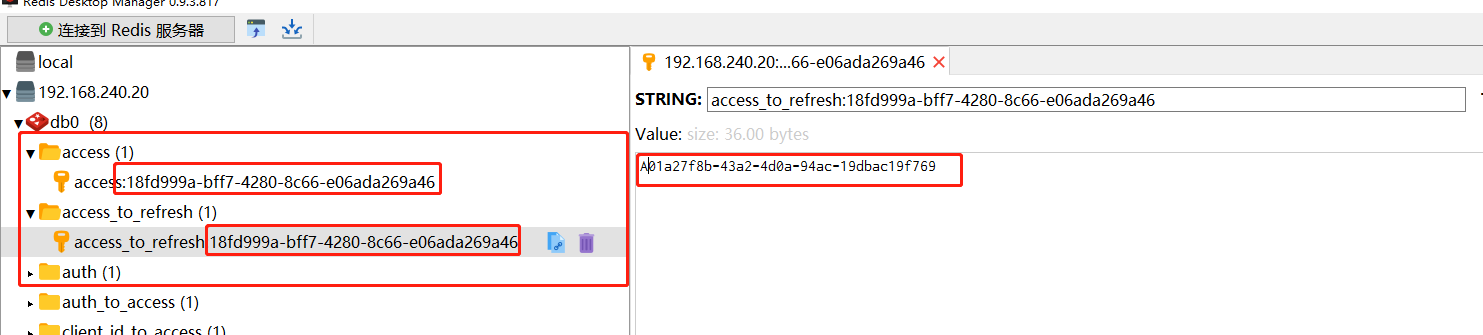 Redis Desktop Manager 0.9.3.817
连接到 Redis 服务器
local
192.168.240.20
db0 (8)
access (1)
access:18fd999a-bff7-4280-8c66-e06ada269a46
access_to_refresh (1)
access_to_refresh:18fd999a-bff7-4280-8c66-e06ada269a46
auth (1)
auth_to_access (1)
client_id_to_access (1)
192.168.240.20:...66-e06ada269a46
STRING: access_to_refresh:18fd999a-bff7-4280-8c66-e06ada269a46
Value: size: 36.00 bytes
A01a27f8b-43a2-4d0a-94ac-19dbac19f769